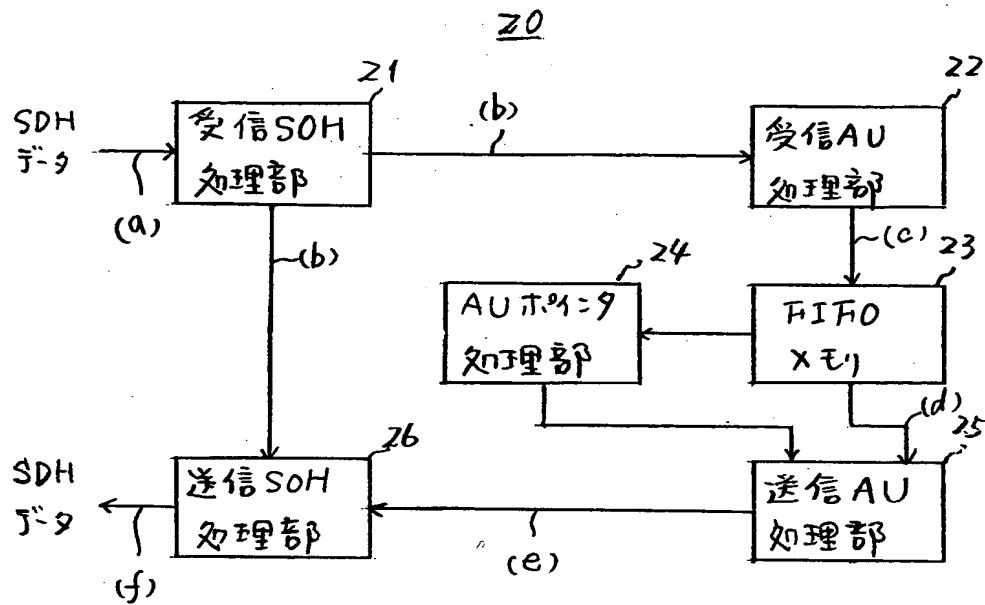 20
21
22
SDH
データ
受信SOH
処理部
(b)
受信AU
処理部
(a)
(b)
(c)
24
23
AUポインタ
処理部
FIFO
メモリ
(d)
25
26
SDH
データ
送信SOH
処理部
送信AU
処理部
(e)
(f)